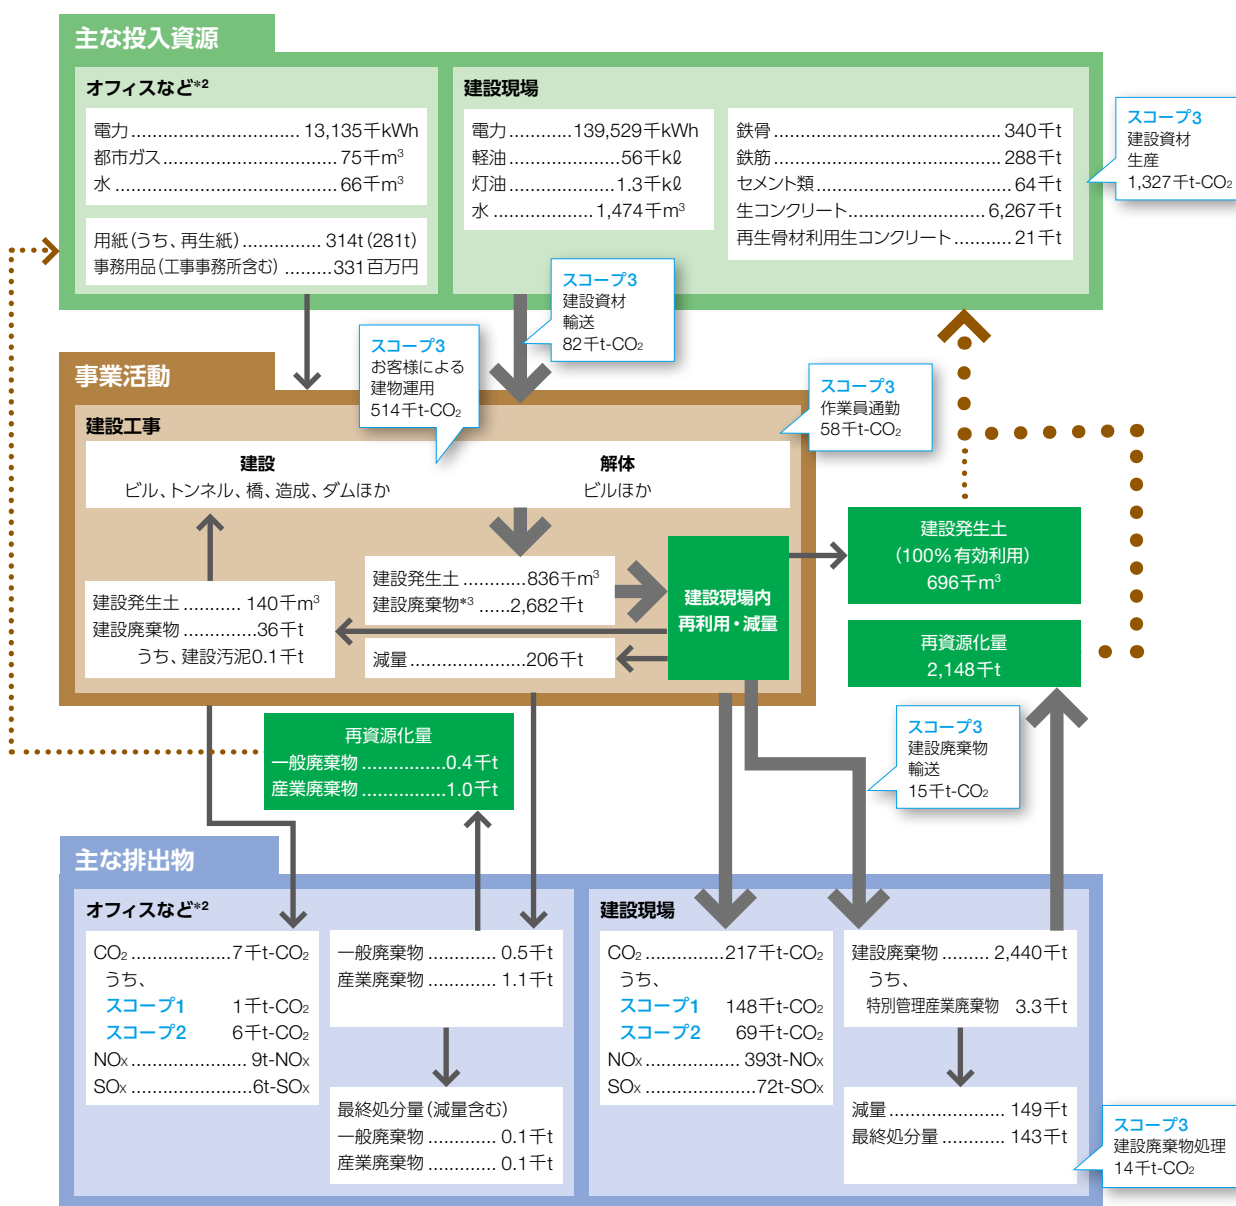 主な投入資源
オフィスなど*2
電力 13,135千kWh
都市ガス 75千m³
水 66千m³
用紙(うち、再生紙) 314t(281t)
事務用品(工事事務所含む) 331百万円
建設現場
電力 139,529千kWh
軽油 56千kℓ
灯油 1.3千kℓ
水 1,474千m³
鉄骨 340千t
鉄筋 288千t
セメント類 64千t
生コンクリート 6,267千t
再生骨材利用生コンクリート 21千t
スコープ3
建設資材
生産
1,327千t-CO₂
スコープ3
建設資材
輸送
82千t-CO₂
スコープ3
お客様による
建物運用
514千t-CO₂
スコープ3
作業員通勤
58千t-CO₂
事業活動
建設工事
建設
ビル、トンネル、橋、造成、ダムほか
解体
ビルほか
建設発生土 140千m³
建設廃棄物 36千t
うち、建設汚泥0.1千t
建設発生土 836千m³
建設廃棄物*3 2,682千t
減量 206千t
建設現場内
再利用・減量
建設発生土
(100%有効利用)
696千m³
再資源化量
2,148千t
再資源化量
一般廃棄物 0.4千t
産業廃棄物 1.0千t
スコープ3
建設廃棄物
輸送
15千t-CO₂
主な排出物
オフィスなど*2
CO₂ 7千t-CO₂
うち、
スコープ1 1千t-CO₂
スコープ2 6千t-CO₂
NOx 9t-NOx
SOx 6t-SOx
一般廃棄物 0.5千t
産業廃棄物 1.1千t
最終処分量(減量含む)
一般廃棄物 0.1千t
産業廃棄物 0.1千t
建設現場
CO₂ 217千t-CO₂
うち、
スコープ1 148千t-CO₂
スコープ2 69千t-CO₂
NOx 393t-NOx
SOx 72t-SOx
建設廃棄物 2,440千t
うち、
特別管理産業廃棄物 3.3千t
減量 149千t
最終処分量 143千t
スコープ3
建設廃棄物処理
14千t-CO₂